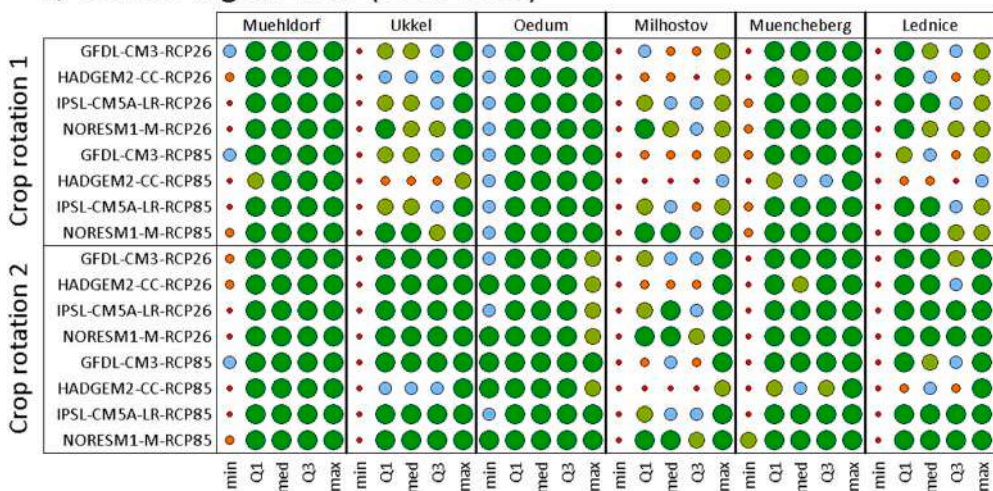 Muehldorf Ukkel Oedum Milhostov Muencheberg Lednice
Crop rotation 1
GFDL-CM3-RCP26
HADGEM2-CC-RCP26
IPSL-CM5A-LR-RCP26
NORESM1-M-RCP26
GFDL-CM3-RCP85
HADGEM2-CC-RCP85
IPSL-CM5A-LR-RCP85
NORESM1-M-RCP85
Crop rotation 2
GFDL-CM3-RCP26
HADGEM2-CC-RCP26
IPSL-CM5A-LR-RCP26
NORESM1-M-RCP26
GFDL-CM3-RCP85
HADGEM2-CC-RCP85
IPSL-CM5A-LR-RCP85
NORESM1-M-RCP85
min Q1 med Q3 max min Q1 med Q3 max min Q1 med Q3 max min Q1 med Q3 max min Q1 med Q3 max min Q1 med Q3 max